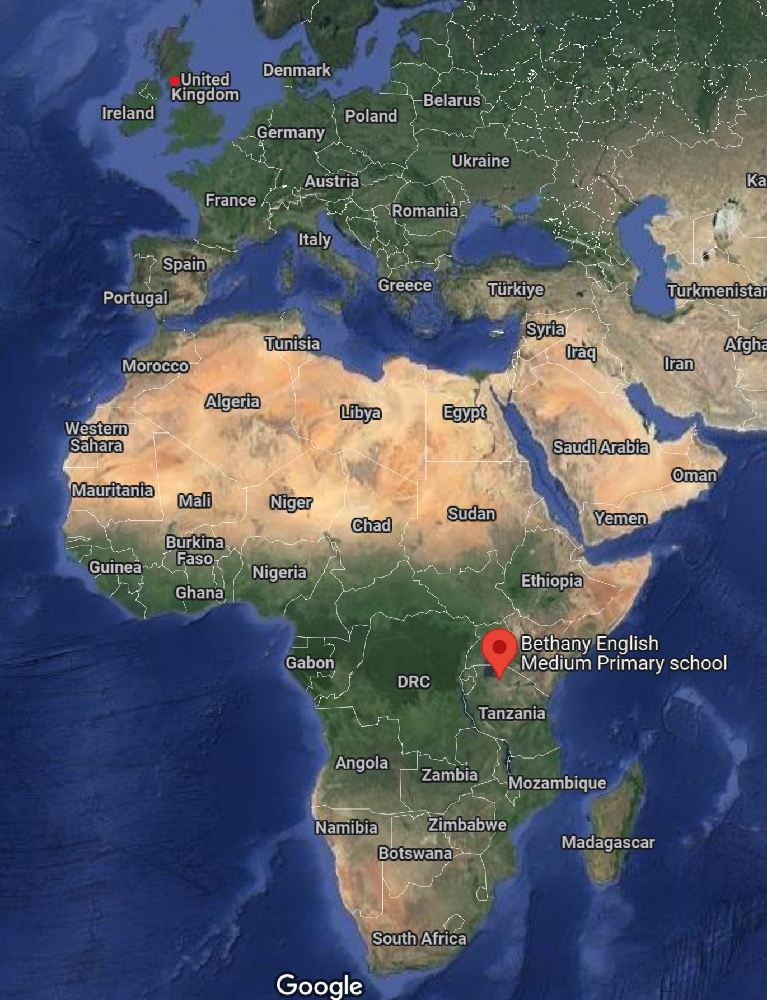 Denmark
United
Kingdom
Belarus
Ireland
Poland
Germany
Ukraine
Ka
Austria
France
Romania
Italy
Spain
Greece
Türkiye
Turkmenistan
Portugal
Syria
Tunisia
Afgha
Iraq
Iran
Morocco
Algeria
Libya
Egypt
Western
Sahara
Saudi Arabia
Oman
Mauritania
Mali
Niger
Sudan
Yemen
Chad
Burkina
Faso
Guinea
Nigeria
Ethiopia
Ghana
Bethany English
Medium Primary school
Gabon
DRC
Tanzania
Angola
Zambia
Mozambique
Namibia
Zimbabwe
Madagascar
Botswana
South Africa
Google